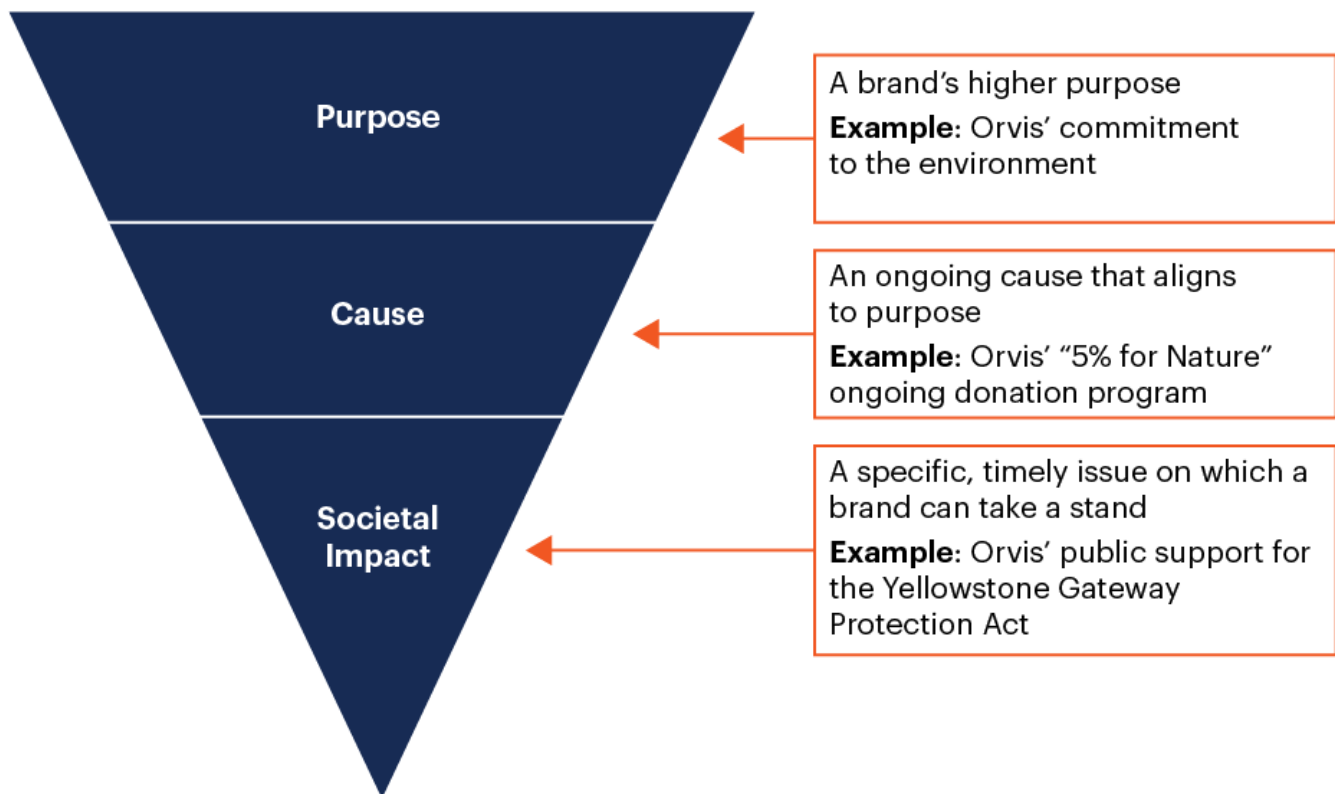 Purpose
A brand’s higher purpose
Example: Orvis’ commitment
to the environment
Cause
An ongoing cause that aligns
to purpose
Example: Orvis’ “5% for Nature”
ongoing donation program
Societal
Impact
A specific, timely issue on which a
brand can take a stand
Example: Orvis’ public support for
the Yellowstone Gateway
Protection Act